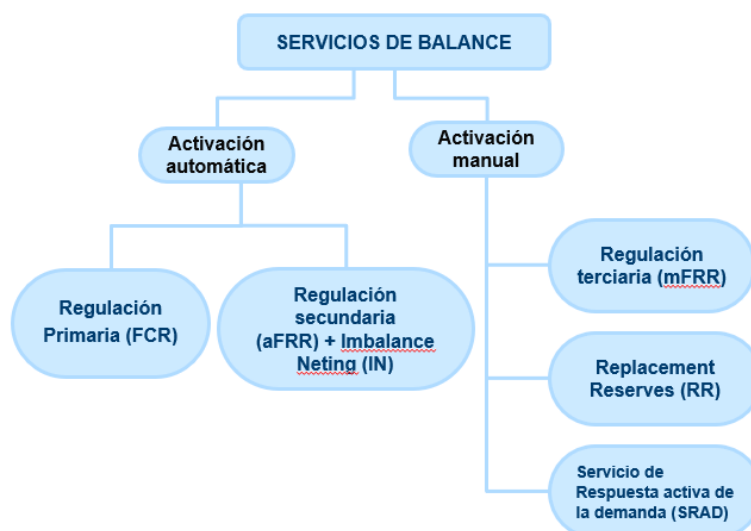 SERVICIOS DE BALANCE
Activación
automática
Activación
manual
Regulación
Primaria (FCR)
Regulación
secundaria
(aFRR) + Imbalance
Neting (IN)
Regulación
terciaria (mFRR)
Replacement
Reserves (RR)
Servicio de
Respuesta activa de
la demanda (SRAD)